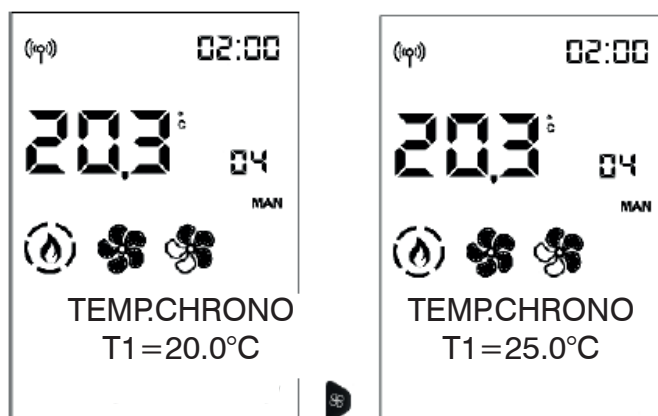 02:00
20,3 °c
04
MAN
TEMP.CHRONO
T1=20.0°C
02:00
20,3 °c
04
MAN
TEMP.CHRONO
T1=25.0°C